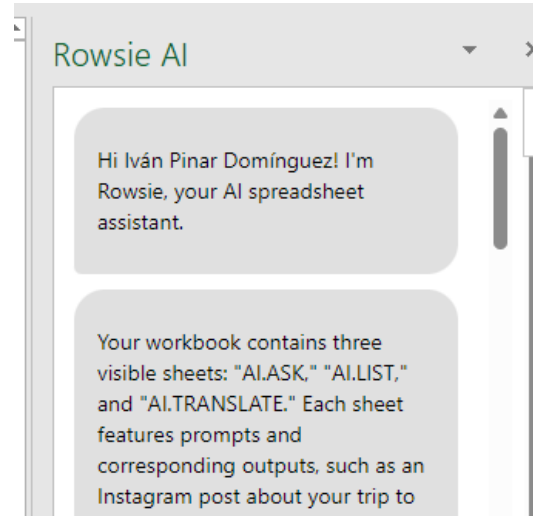 Rowsie AI
Hi Iván Pinar Domínguez! I'm
Rowsie, your AI spreadsheet
assistant.
Your workbook contains three
visible sheets: "AI.ASK," "AI.LIST,"
and "AI.TRANSLATE." Each sheet
features prompts and
corresponding outputs, such as an
Instagram post about your trip to